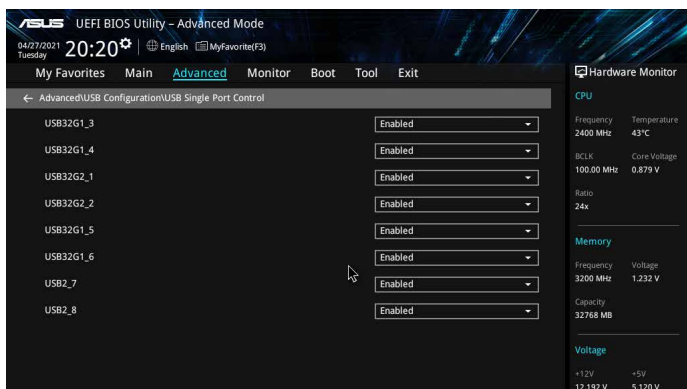 ASUS UEFI BIOS Utility – Advanced Mode
04/27/2021 Tuesday 20:20 English MyFavorite(F3)
My Favorites Main Advanced Monitor Boot Tool Exit
← Advanced\USB Configuration\USB Single Port Control
USB32G1_3 Enabled
USB32G1_4 Enabled
USB32G2_1 Enabled
USB32G2_2 Enabled
USB32G1_5 Enabled
USB32G1_6 Enabled
USB2_7 Enabled
USB2_8 Enabled
Hardware Monitor
CPU
Frequency Temperature
2400 MHz 43°C
BCLK Core Voltage
100.00 MHz 0.879 V
Ratio
24x
Memory
Frequency Voltage
3200 MHz 1.232 V
Capacity
32768 MB
Voltage
+12V +5V
12.192 V 5.120 V